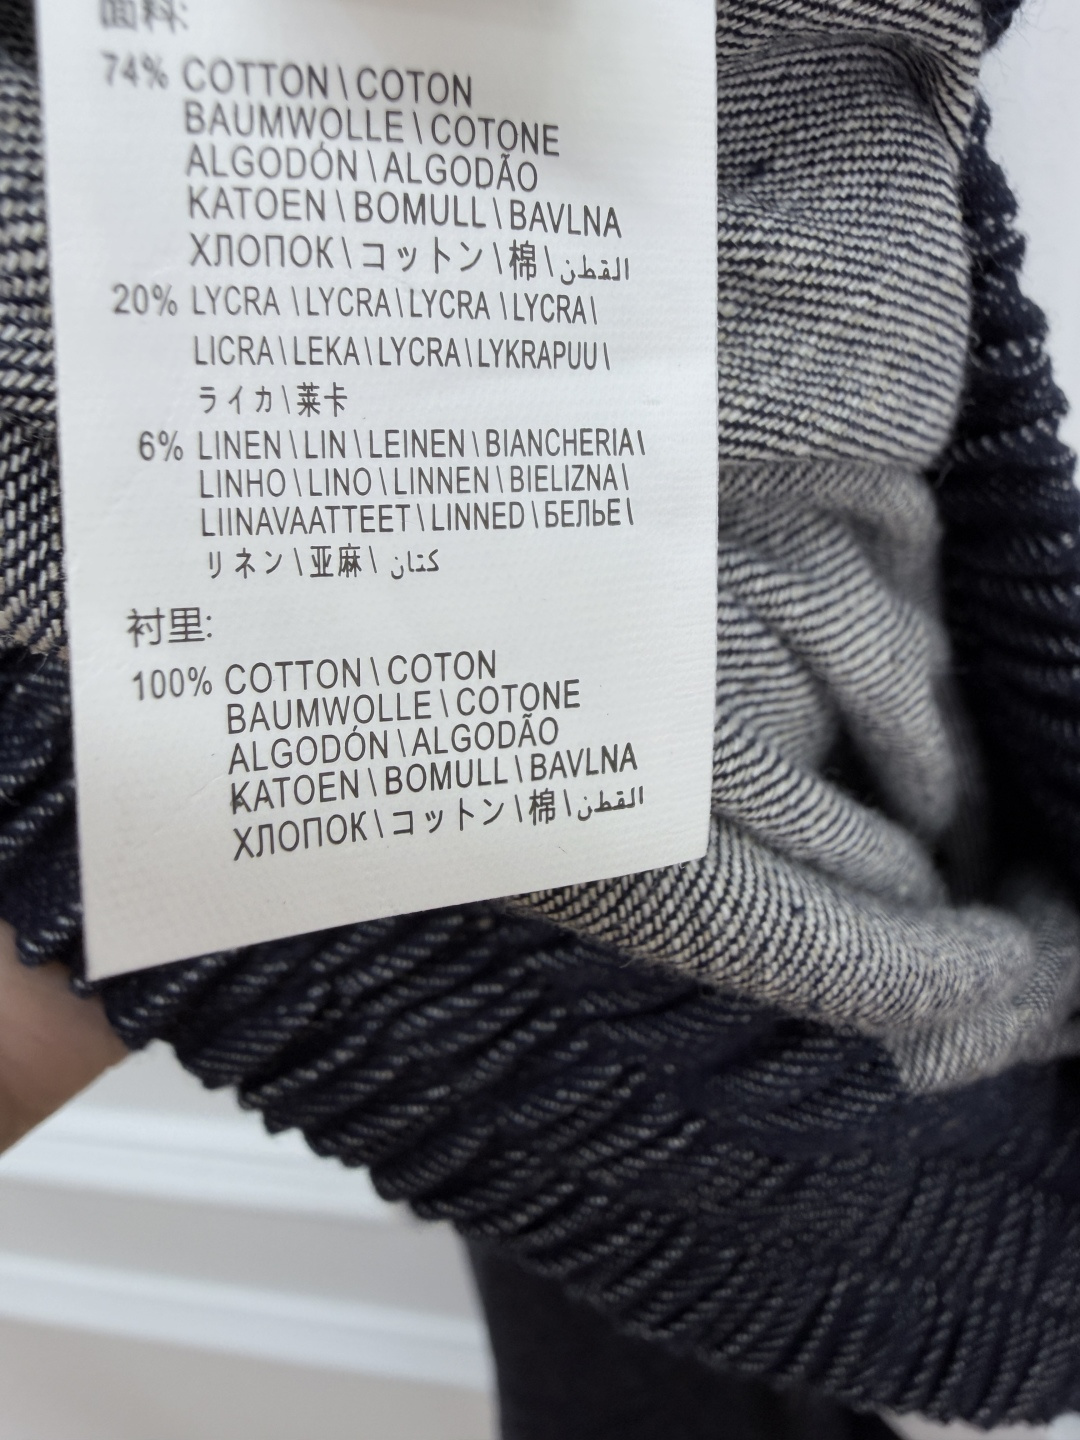 面料:
74% COTTON \ COTON
BAUMWOLLE \ COTONE
ALGODÓN \ ALGODÃO
KATOEN \ BOMULL \ BAVLNA
ХЛОПОК \ コットン \ 棉 \ القطن
20% LYCRA \ LYCRA \ LYCRA \ LYCRA \
LICRA \ LEKA \ LYCRA \ LYKRAPUU \
ライカ \ 莱卡
6% LINEN \ LIN \ LEINEN \ BIANCHERIA \
LINHO \ LINO \ LINNEN \ BIELIZNA \
LIINAVAATTEET \ LINNED \ БЕЛЬЕ \
リネン \ 亚麻 \ كتان
衬里:
100% COTTON \ COTON
BAUMWOLLE \ COTONE
ALGODÓN \ ALGODÃO
KATOEN \ BOMULL \ BAVLNA
ХЛОПОК \ コットン \ 棉 \ القطن